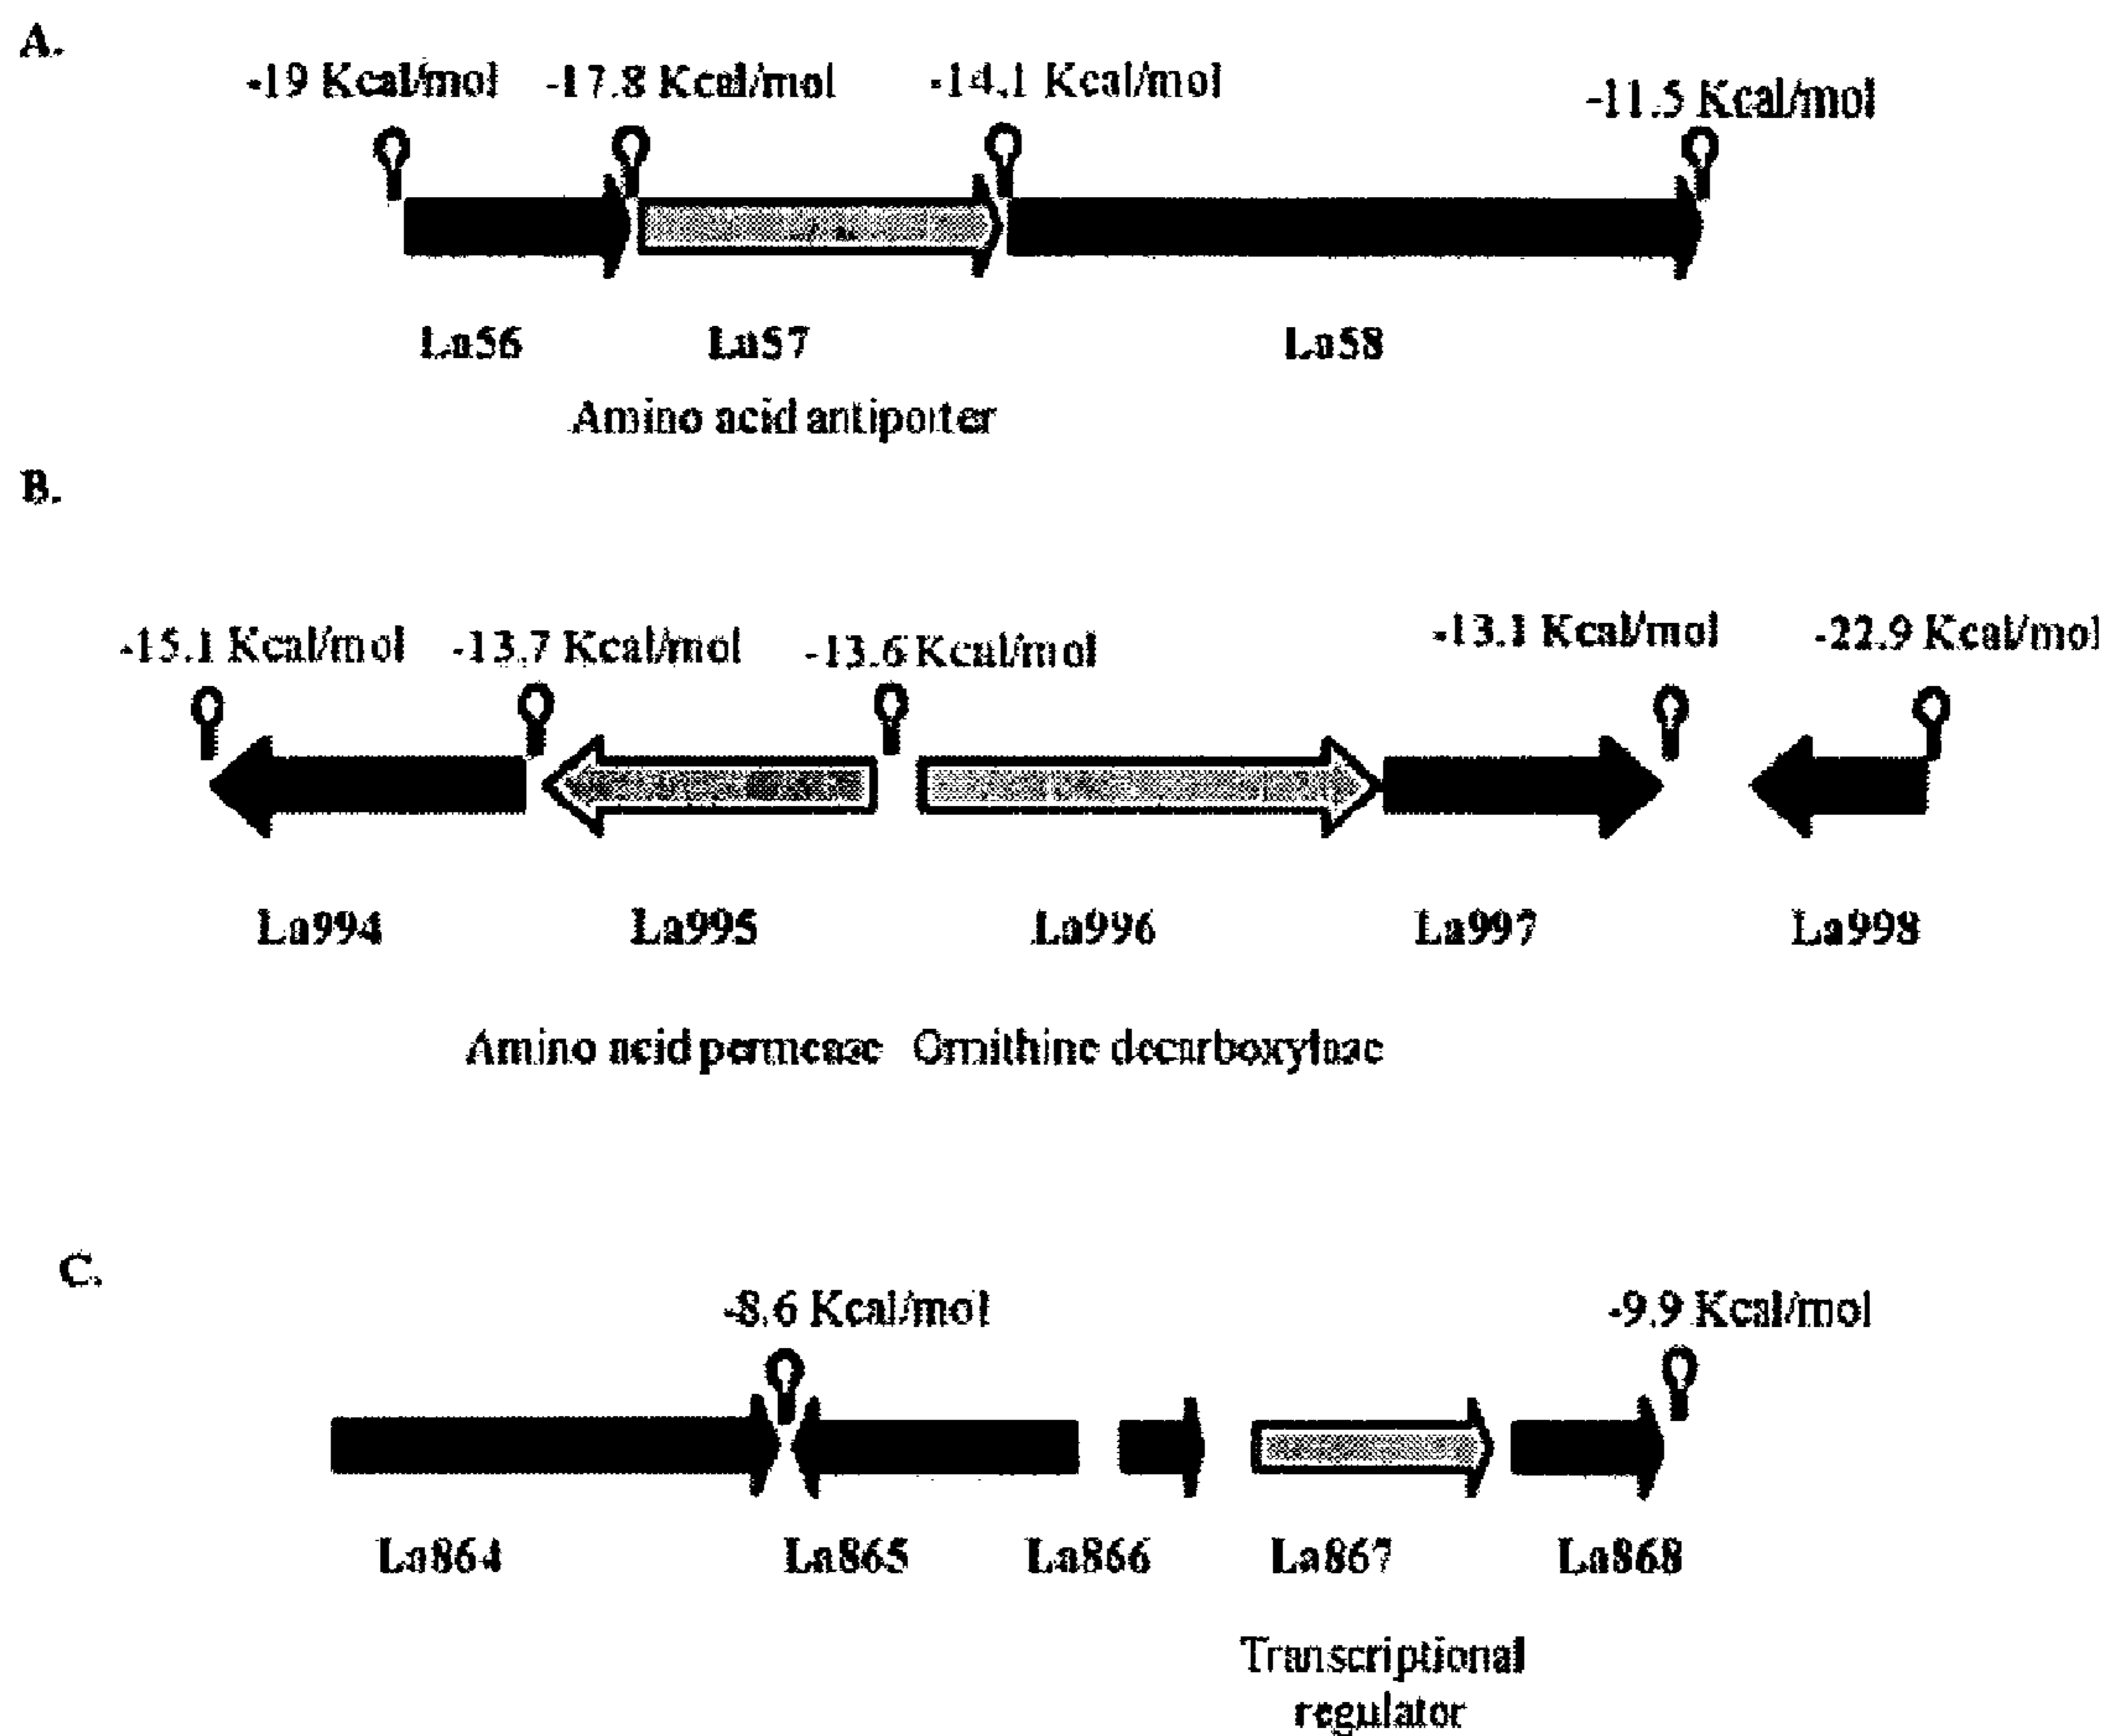 A.
-19 Kcal/mol -17.8 Kcal/mol -14.1 Kcal/mol -11.5 Kcal/mol
La56 La57 La58
Amino acid antiporter
B.
-15.1 Kcal/mol -13.7 Kcal/mol -13.6 Kcal/mol -13.1 Kcal/mol -22.9 Kcal/mol
La994 La995 La996 La997 La998
Amino acid permease Ornithine decarboxylase
C.
-8.6 Kcal/mol -9.9 Kcal/mol
La864 La865 La866 La867 La868
Transcriptional
regulator